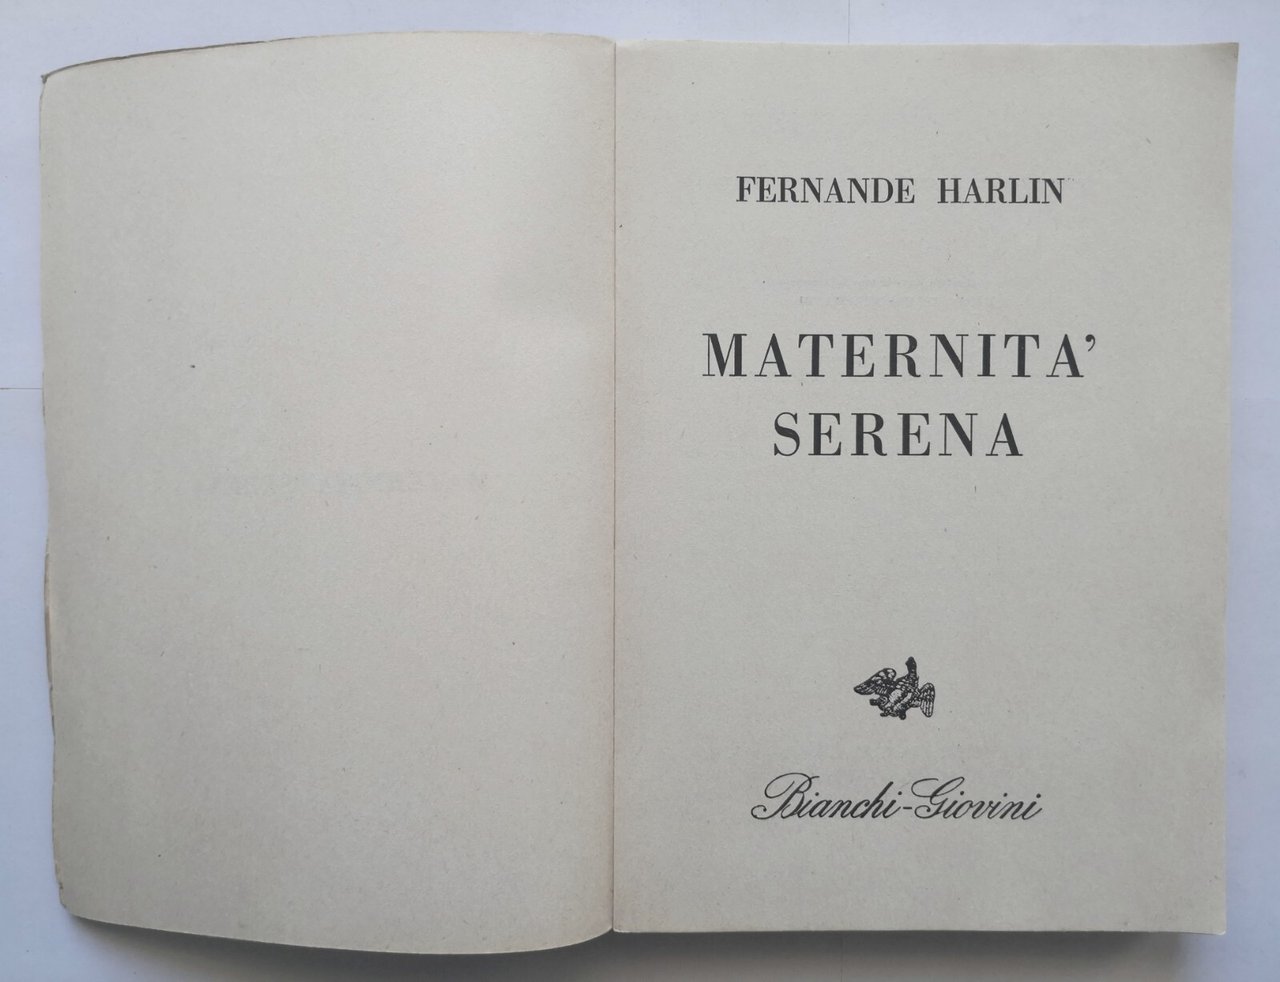 FERNANDE HARLIN
MATERNITA'
SERENA
Bianchi-Giovini